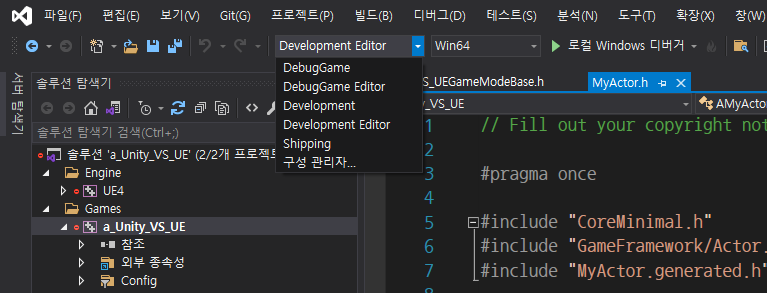 파일(F) 편집(E) 보기(V) Git(G) 프로젝트(P) 빌드(B) 디버그(D) 테스트(S) 분석(N) 도구(T) 확장(X) 창(W)
Development Editor Win64 로컬 Windows 디버거
서버 탐색기
솔루션 탐색기
솔루션 탐색기 검색(Ctrl+;)
솔루션 'a_Unity_VS_UE' (2/2개 프로젝트
Engine
UE4
Games
a_Unity_VS_UE
참조
외부 종속성
Config
DebugGame
DebugGame Editor
Development
Development Editor
Shipping
구성 관리자...
S_UEGameModeBase.h MyActor.h
y_VS_UE AMyAct
1 // Fill out your copyright not
2
3 #pragma once
4
5 #include "CoreMinimal.h"
6 #include "GameFramework/Actor.
7 #include "MyActor.generated.h"